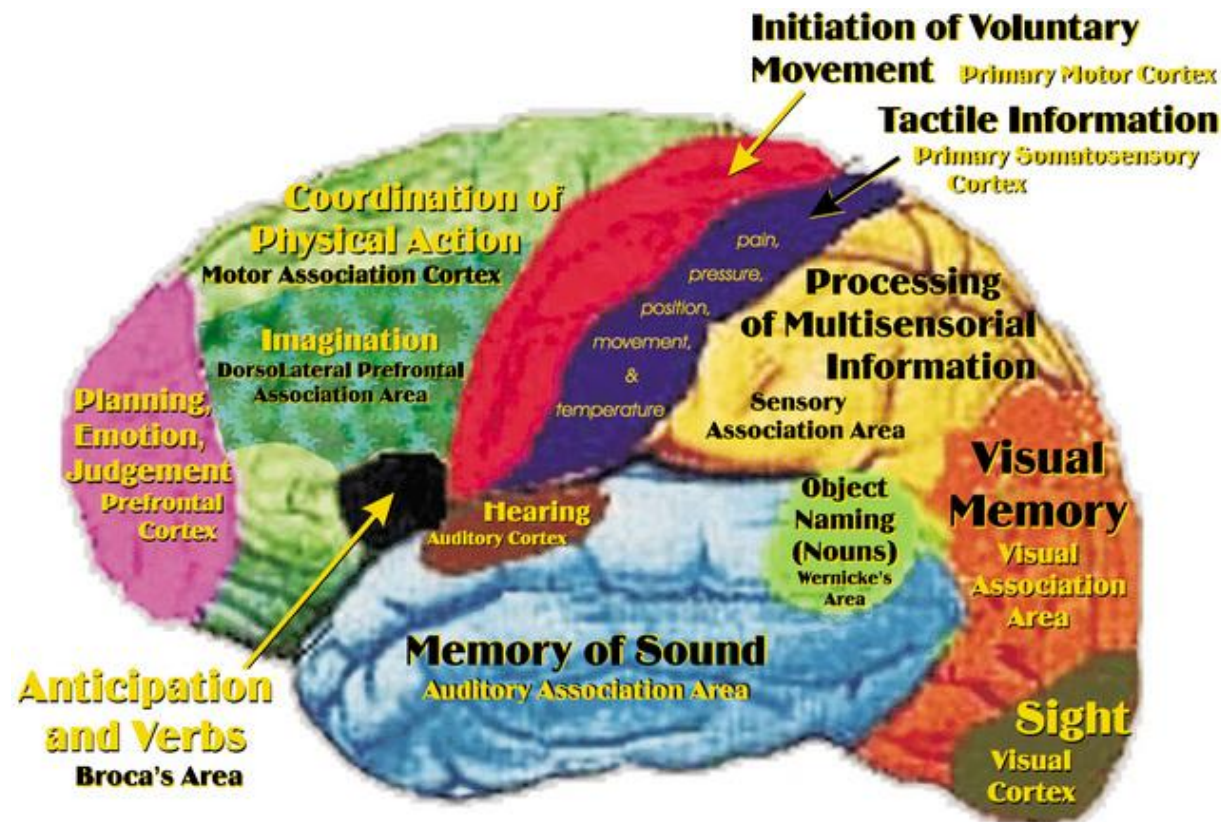 Initiation of Voluntary
Movement Primary Motor Cortex
Tactile Information
Primary Somatosensory
Cortex
Coordination of
Physical Action
Motor Association Cortex
pain,
pressure,
position,
movement,
&
temperature
Processing
of Multisensorial
Information
Sensory
Association Area
Imagination
DorsoLateral Prefrontal
Association Area
Planning,
Emotion,
Judgement
Prefrontal
Cortex
Hearing
Auditory Cortex
Object
Naming
(Nouns)
Wernicke's
Area
Visual
Memory
Visual
Association
Area
Memory of Sound
Auditory Association Area
Anticipation
and Verbs
Broca's Area
Sight
Visual
Cortex